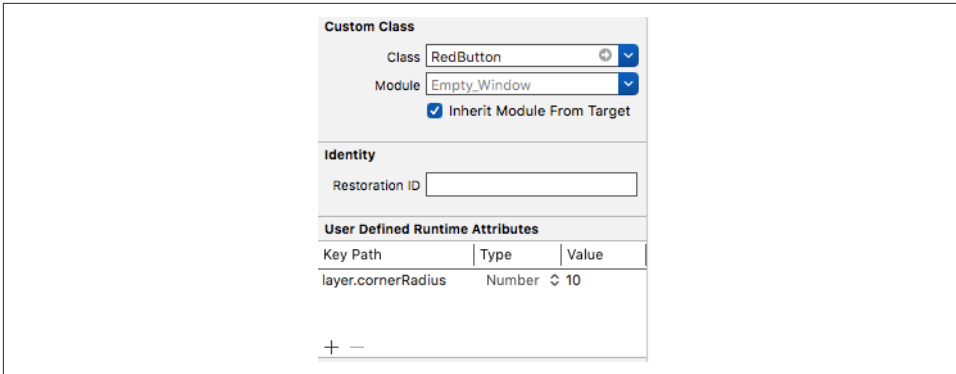 Custom Class
Class RedButton
Module Empty_Window
Inherit Module From Target
Identity
Restoration ID
User Defined Runtime Attributes
Key Path Type Value
layer.cornerRadius Number 10